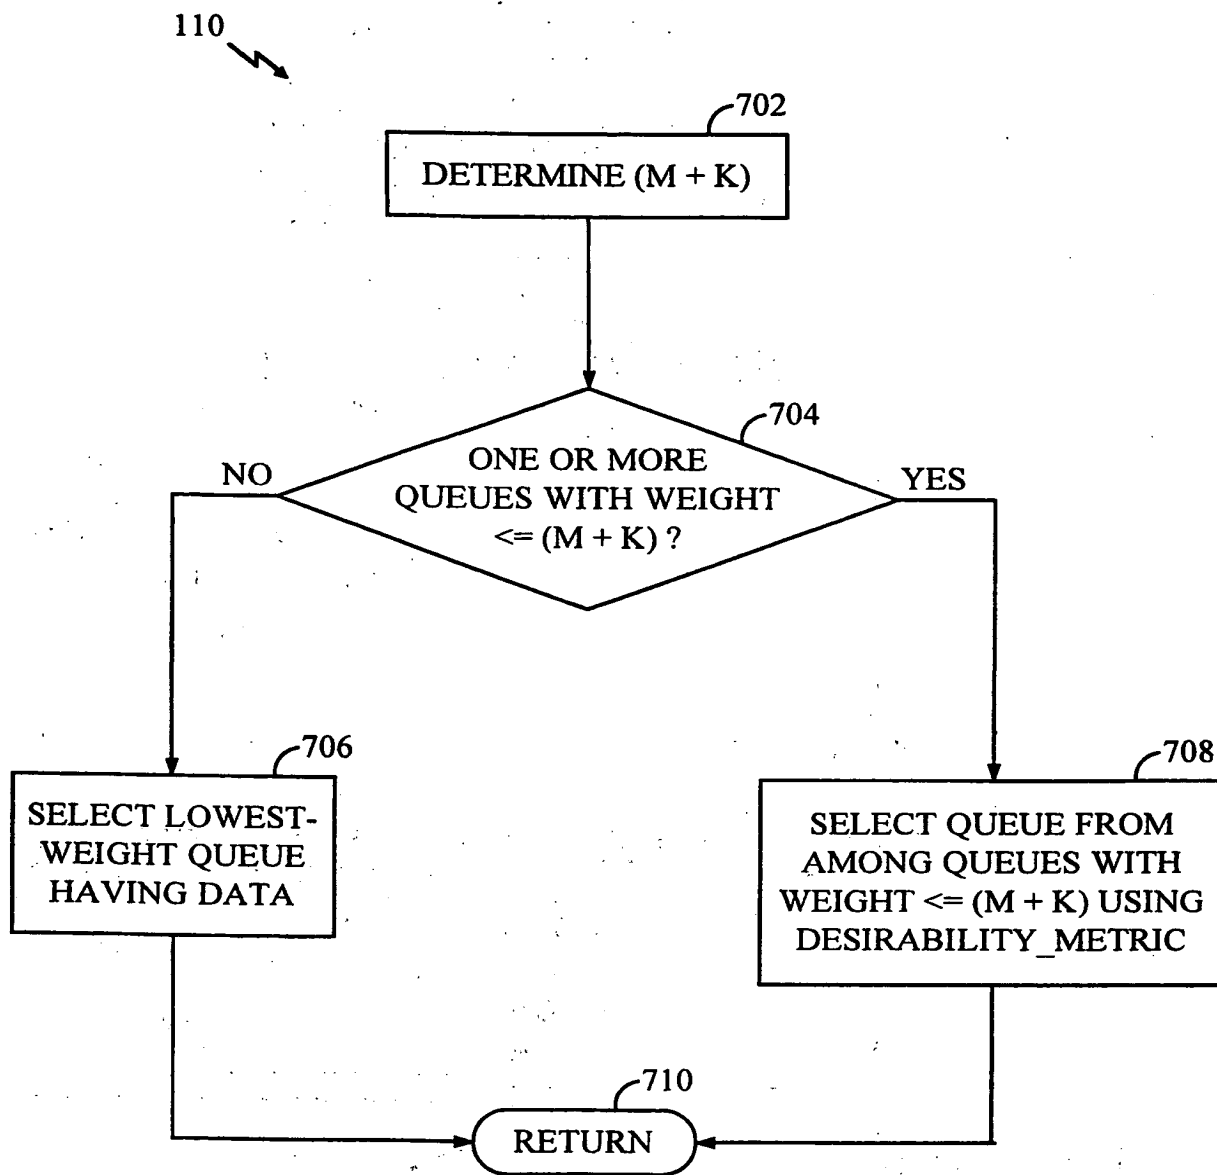 110
702
DETERMINE (M + K)
704
ONE OR MORE
QUEUES WITH WEIGHT
<= (M + K) ?
NO
YES
706
SELECT LOWEST-
WEIGHT QUEUE
HAVING DATA
708
SELECT QUEUE FROM
AMONG QUEUES WITH
WEIGHT <= (M + K) USING
DESIRABILITY_METRIC
710
RETURN